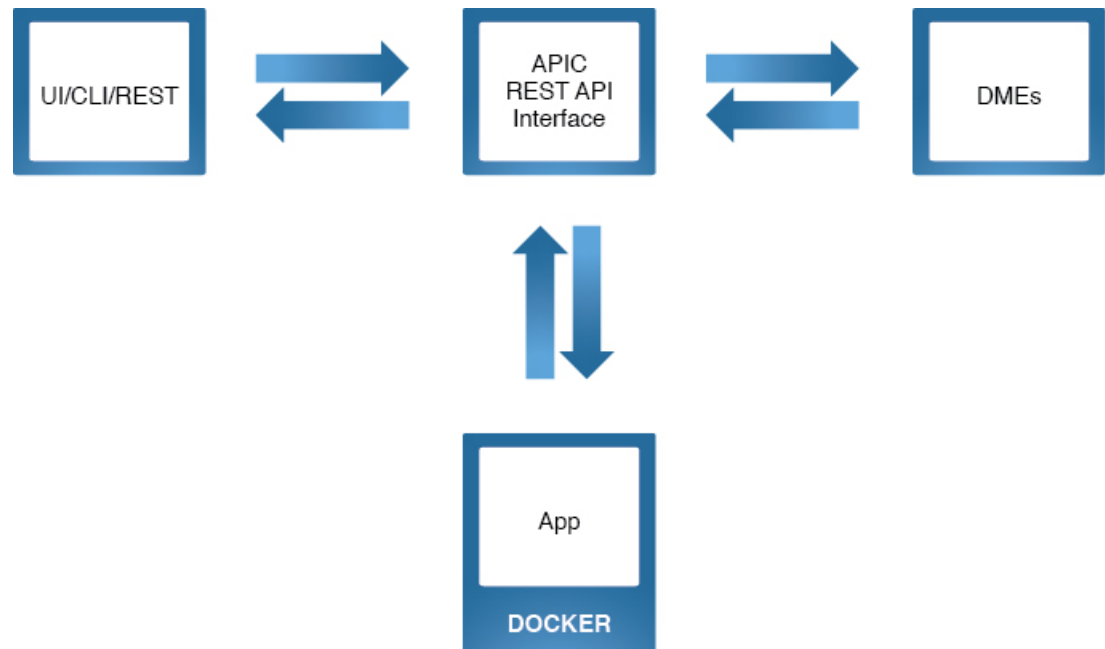 UI/CLI/REST
APIC
REST API
Interface
DMEs
App
DOCKER